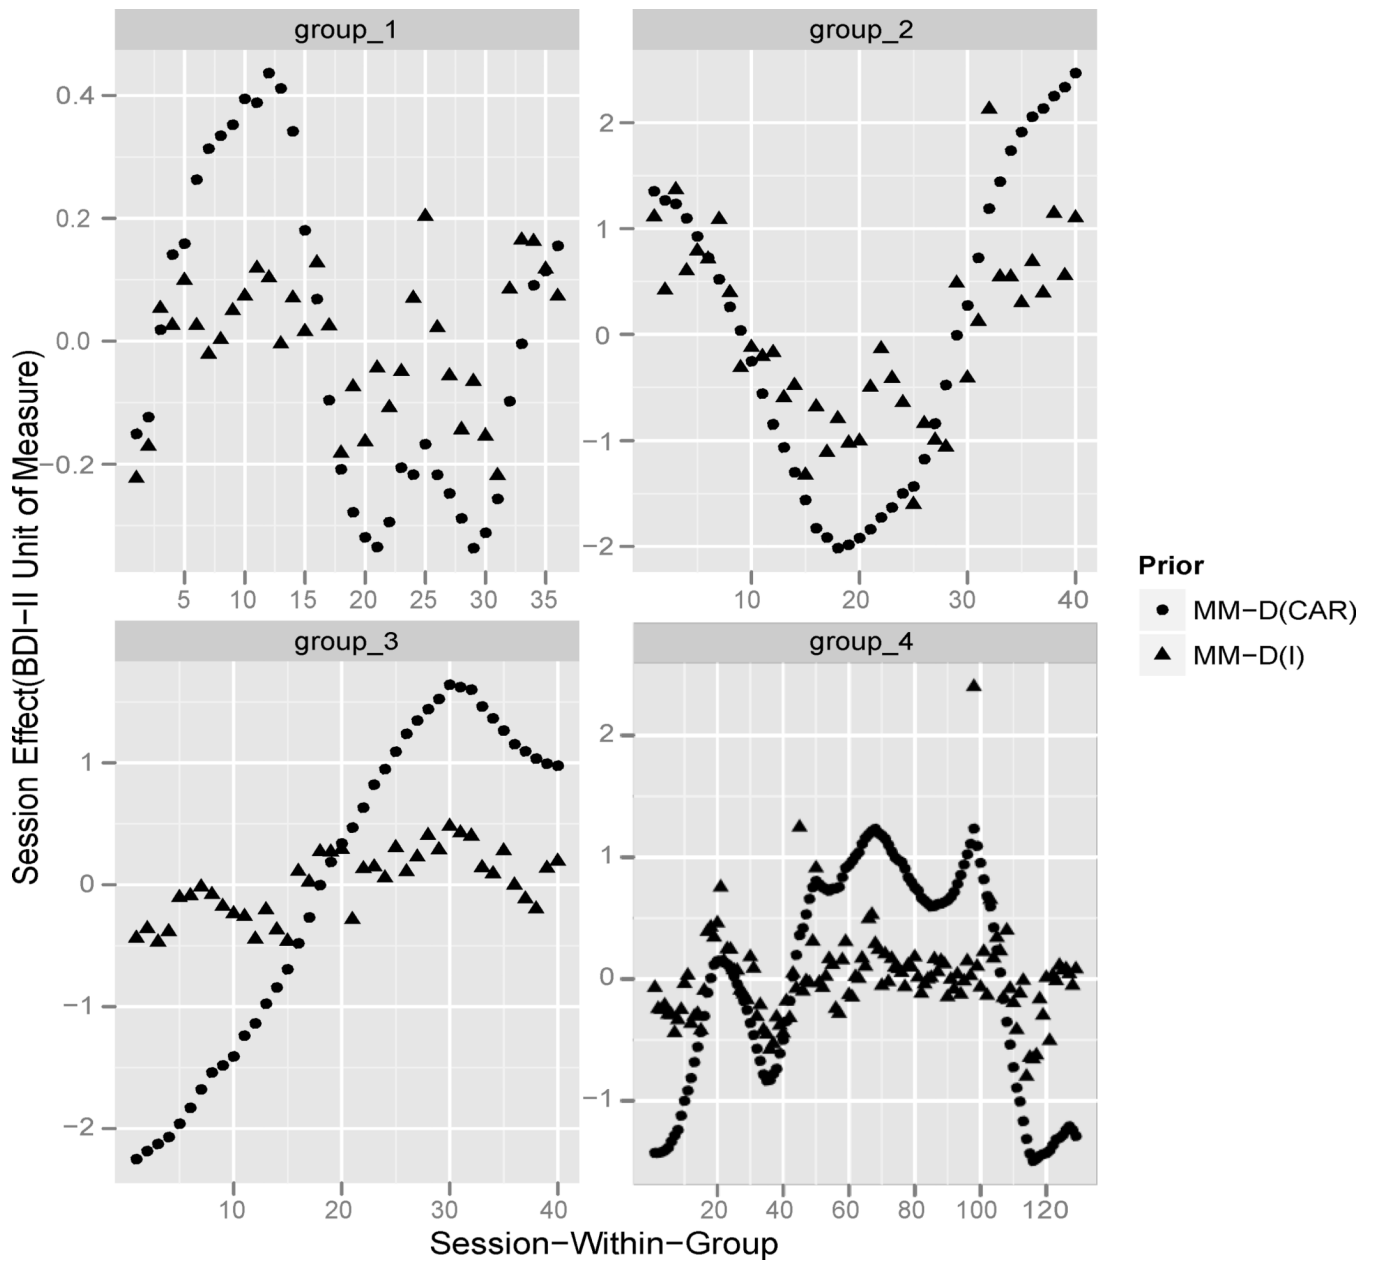 group_1
group_2
0.4
0.2
0.0
−0.2
5 10 15 20 25 30 35
2
1
0
−1
−2
10 20 30 40
group_3
group_4
1
0
−1
−2
10 20 30 40
2
1
0
−1
20 40 60 80 100 120
Session Effect(BDI−II Unit of Measure)
Session−Within−Group
Prior
MM−D(CAR)
MM−D(I)